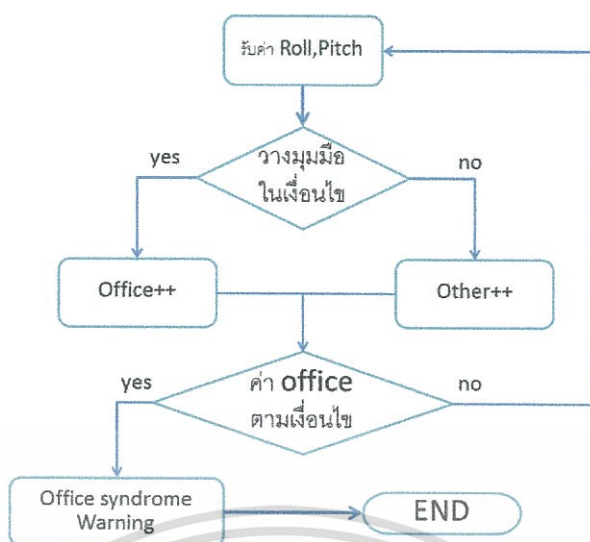 รับค่า Roll,Pitch
yes
วางมุมมือ
ในเงื่อนไข
no
Office++
Other++
yes
ค่า office
ตามเงื่อนไข
no
Office syndrome
Warning
END